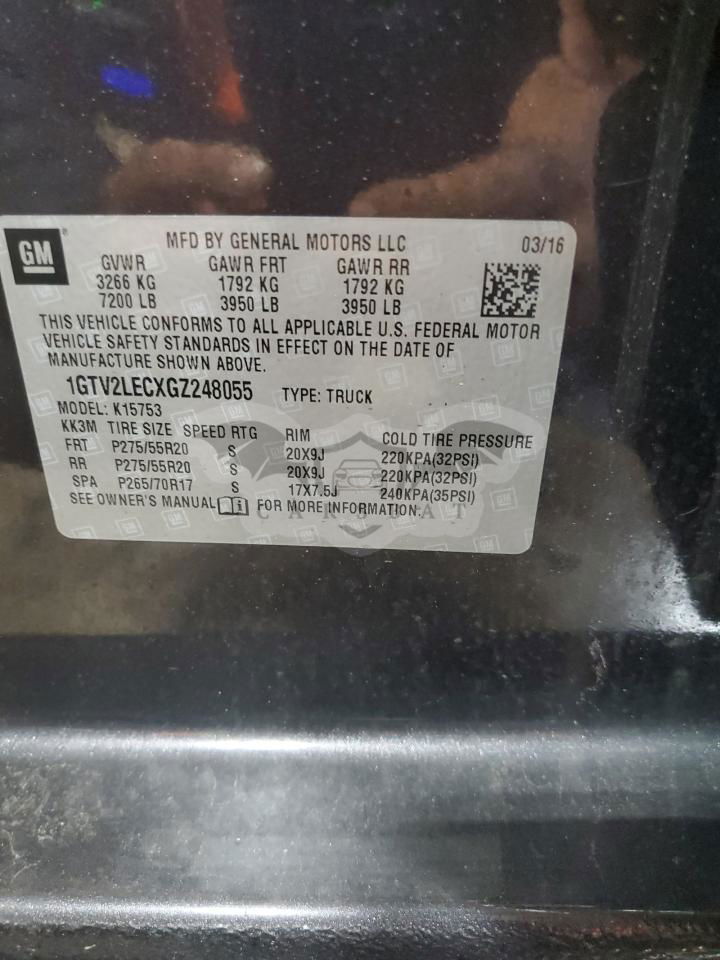 GM
MFD BY GENERAL MOTORS LLC 03/16
GVWR GAWR FRT GAWR RR
3266 KG 1792 KG 1792 KG
7200 LB 3950 LB 3950 LB
THIS VEHICLE CONFORMS TO ALL APPLICABLE U.S. FEDERAL MOTOR
VEHICLE SAFETY STANDARDS IN EFFECT ON THE DATE OF
MANUFACTURE SHOWN ABOVE.
1GTV2LECXGZ248055 TYPE: TRUCK
MODEL: K15753
KK3M TIRE SIZE SPEED RTG RIM COLD TIRE PRESSURE
FRT P275/55R20 S 20X9J 220KPA(32PSI)
RR P275/55R20 S 20X9J 220KPA(32PSI)
SPA P265/70R17 S 17X7.5J 240KPA(35PSI)
SEE OWNER'S MANUAL FOR MORE INFORMATION.